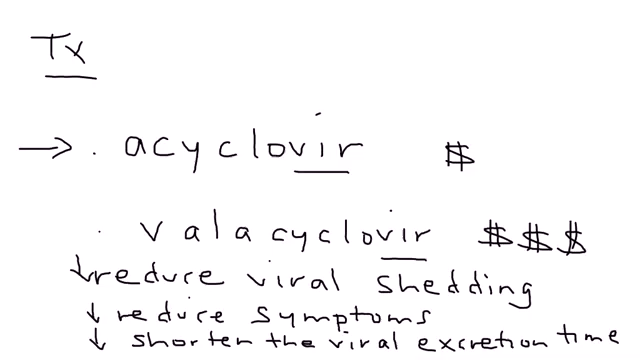 Tx
→ . acyclovir $
. valacyclovir $$$
↓reduce viral shedding
↓ reduce symptoms
↓ shorten the viral excretion time